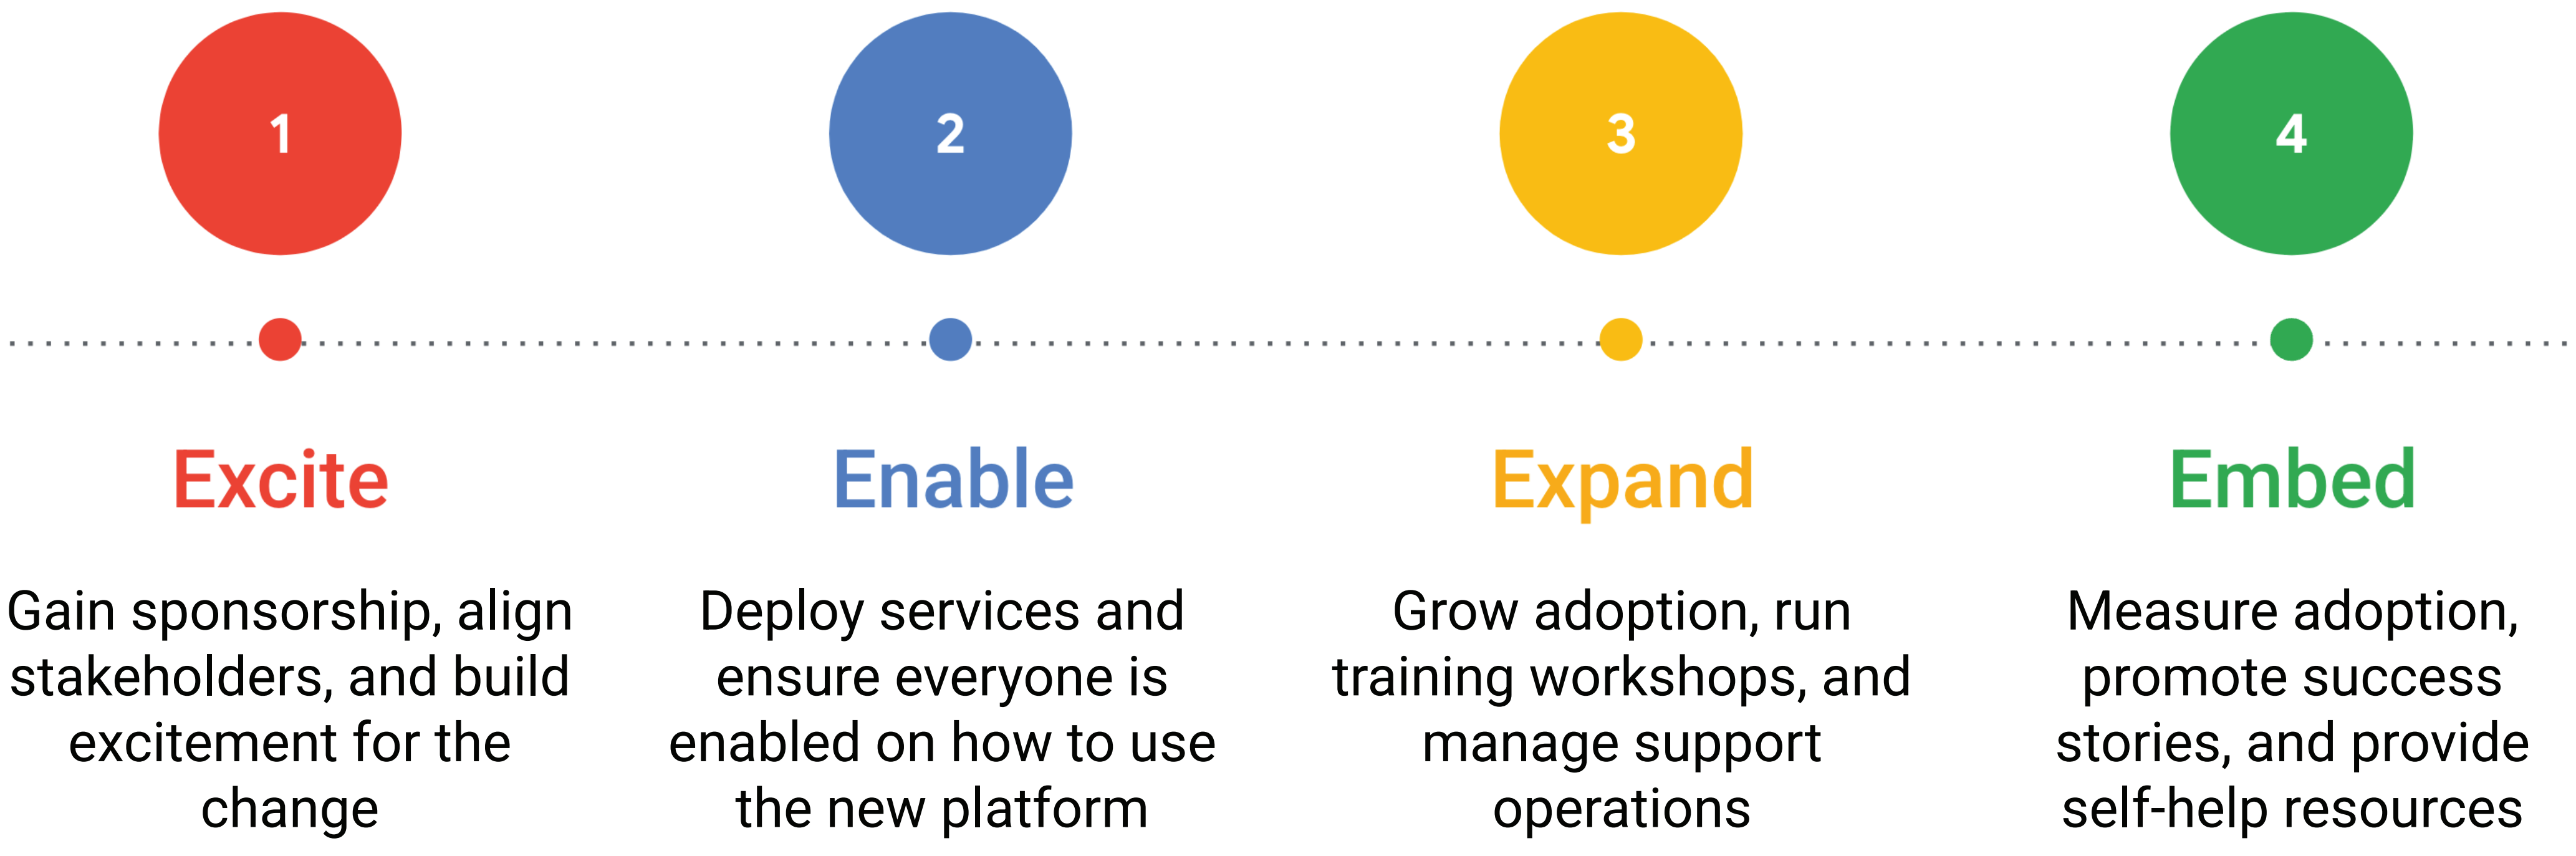 1
2
3
4
Excite
Enable
Expand
Embed
Gain sponsorship, align
stakeholders, and build
excitement for the
change
Deploy services and
ensure everyone is
enabled on how to use
the new platform
Grow adoption, run
training workshops, and
manage support
operations
Measure adoption,
promote success
stories, and provide
self-help resources